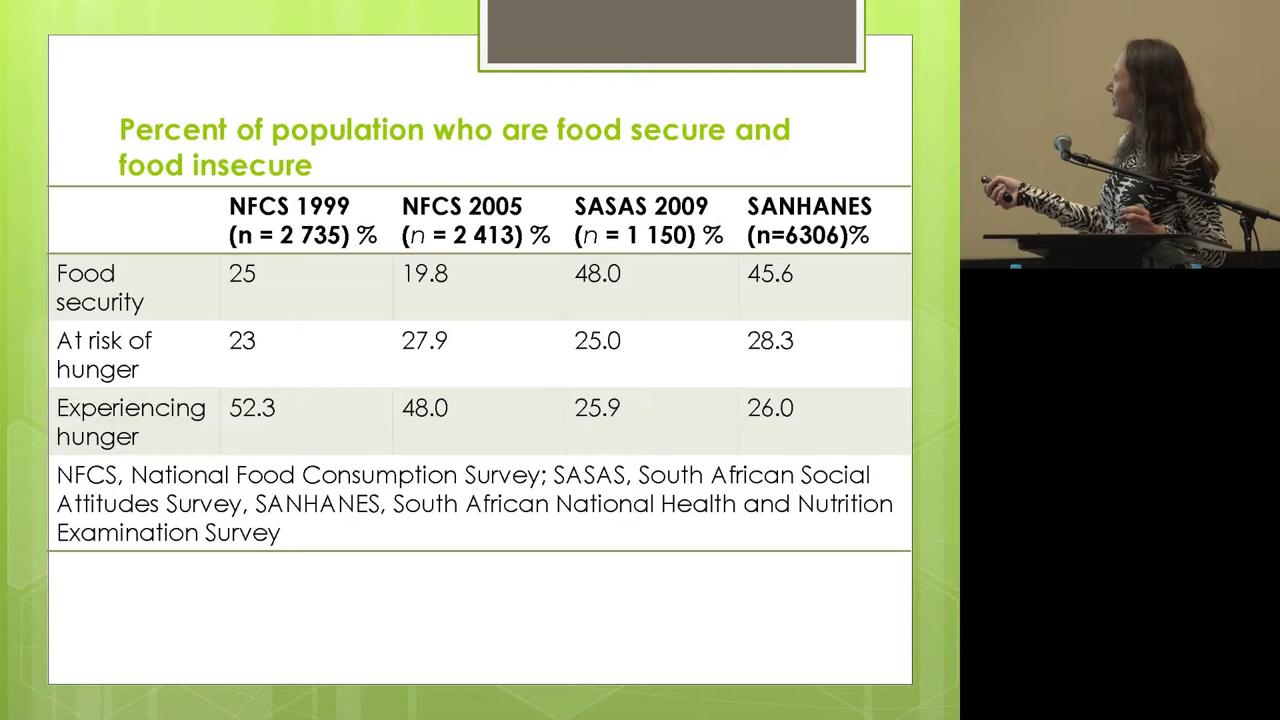 Percent of population who are food secure and
food insecure
NFCS 1999 NFCS 2005 SASAS 2009 SANHANES
(n = 2 735) % (n = 2 413) % (n = 1 150) % (n=6306)%
Food security 25 19.8 48.0 45.6
At risk of hunger 23 27.9 25.0 28.3
Experiencing hunger 52.3 48.0 25.9 26.0
NFCS, National Food Consumption Survey; SASAS, South African Social
Attitudes Survey, SANHANES, South African National Health and Nutrition
Examination Survey